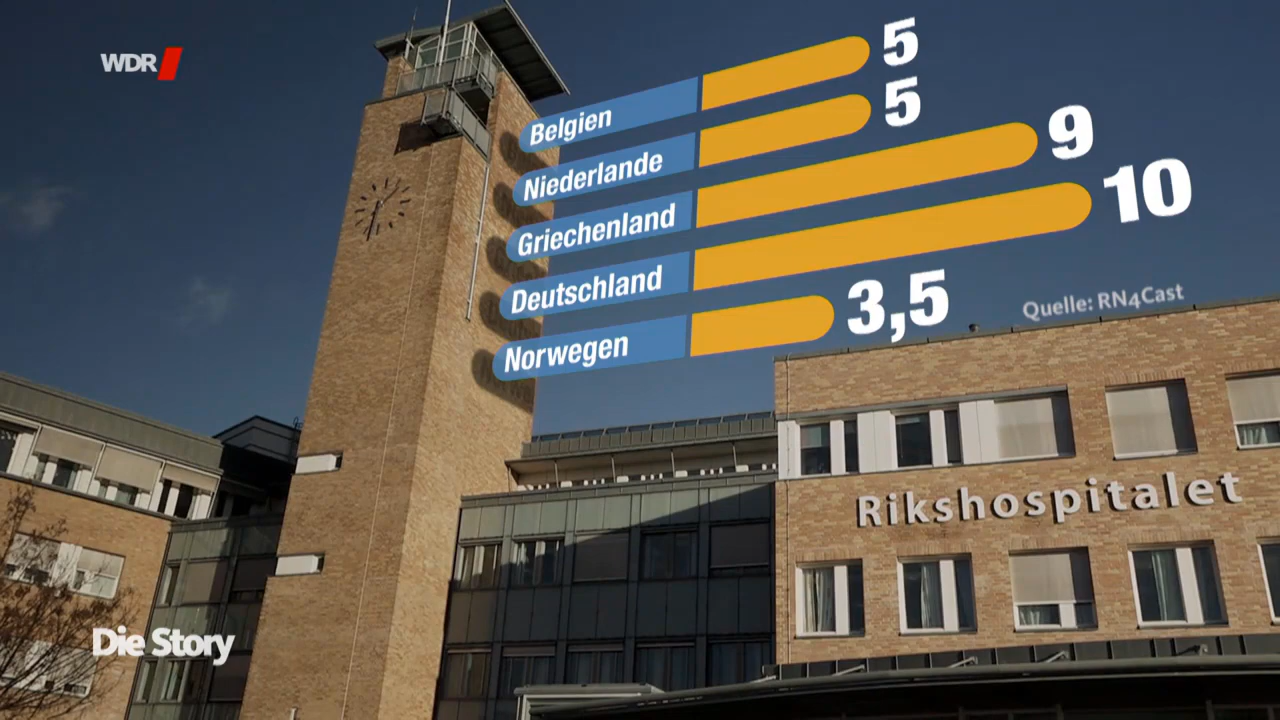 WDR
Belgien 5
Niederlande 5
Griechenland 9
Deutschland 10
Norwegen 3,5
Quelle: RN4Cast
Rikshospitalet
Die Story